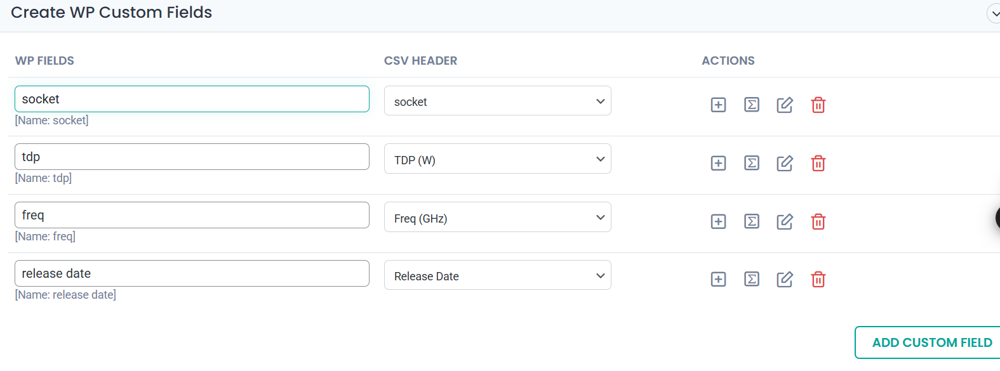 Create WP Custom Fields
WP FIELDS CSV HEADER ACTIONS
socket socket
[Name: socket]
tdp TDP (W)
[Name: tdp]
freq Freq (GHz)
[Name: freq]
release date Release Date
[Name: release date]
ADD CUSTOM FIELD